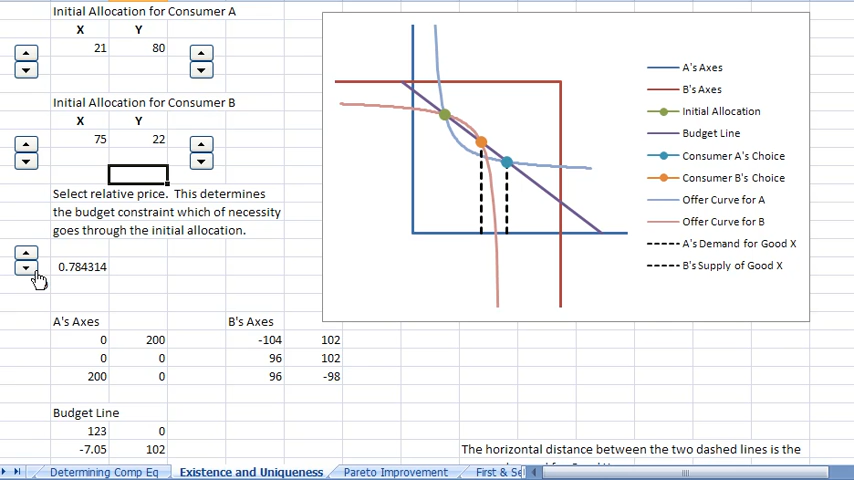 Initial Allocation for Consumer A
X Y
21 80
Initial Allocation for Consumer B
X Y
75 22
Select relative price. This determines
the budget constraint which of necessity
goes through the initial allocation.
0.784314
A's Axes
B's Axes
Initial Allocation
Budget Line
Consumer A's Choice
Consumer B's Choice
Offer Curve for A
Offer Curve for B
A's Demand for Good X
B's Supply of Good X
A's Axes B's Axes
0 200 -104 102
0 0 96 102
200 0 96 -98
Budget Line
123 0
-7.05 102
The horizontal distance between the two dashed lines is the
Determining Comp Eq Existence and Uniqueness Pareto Improvement First & Se